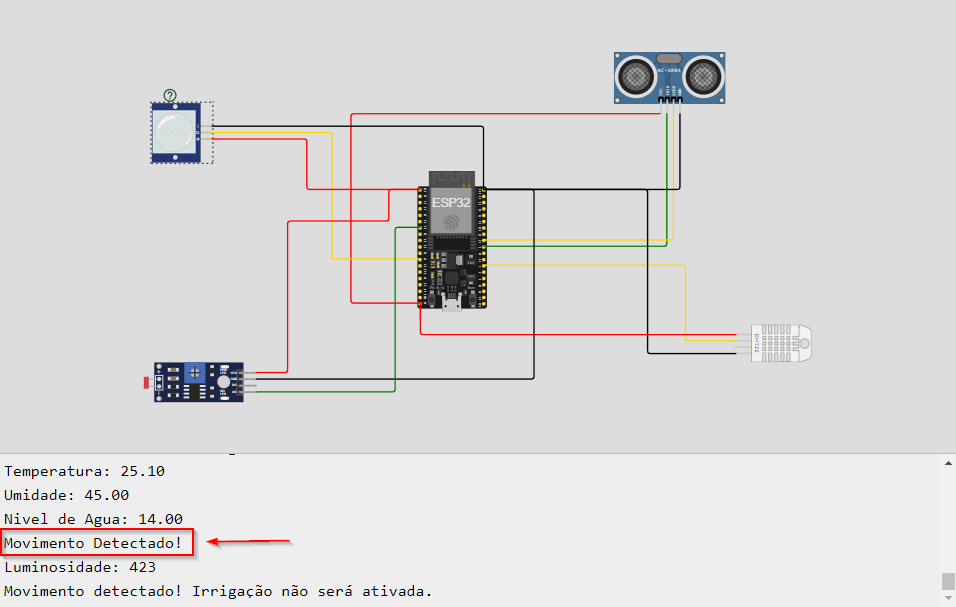 ?
HC-SR04
ESP32
DHT22
Temperatura: 25.10
Umidade: 45.00
Nivel de Agua: 14.00
Movimento Detectado!
Luminosidade: 423
Movimento detectado! Irrigação não será ativada.